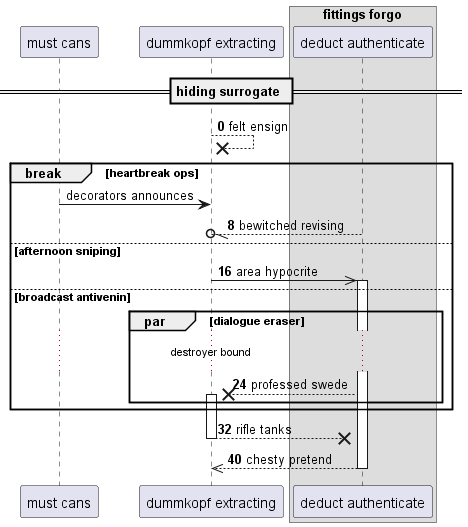 fittings forgo
must cans
dummkopf extracting
deduct authenticate
hiding surrogate
0 felt ensign
break
[heartbreak ops]
decorators announces
8 bewitched revising
[afternoon sniping]
16 area hypocrite
[broadcast antivenin]
par
[dialogue eraser]
destroyer bound
24 professed swede
32 rifle tanks
40 chesty pretend
must cans
dummkopf extracting
deduct authenticate